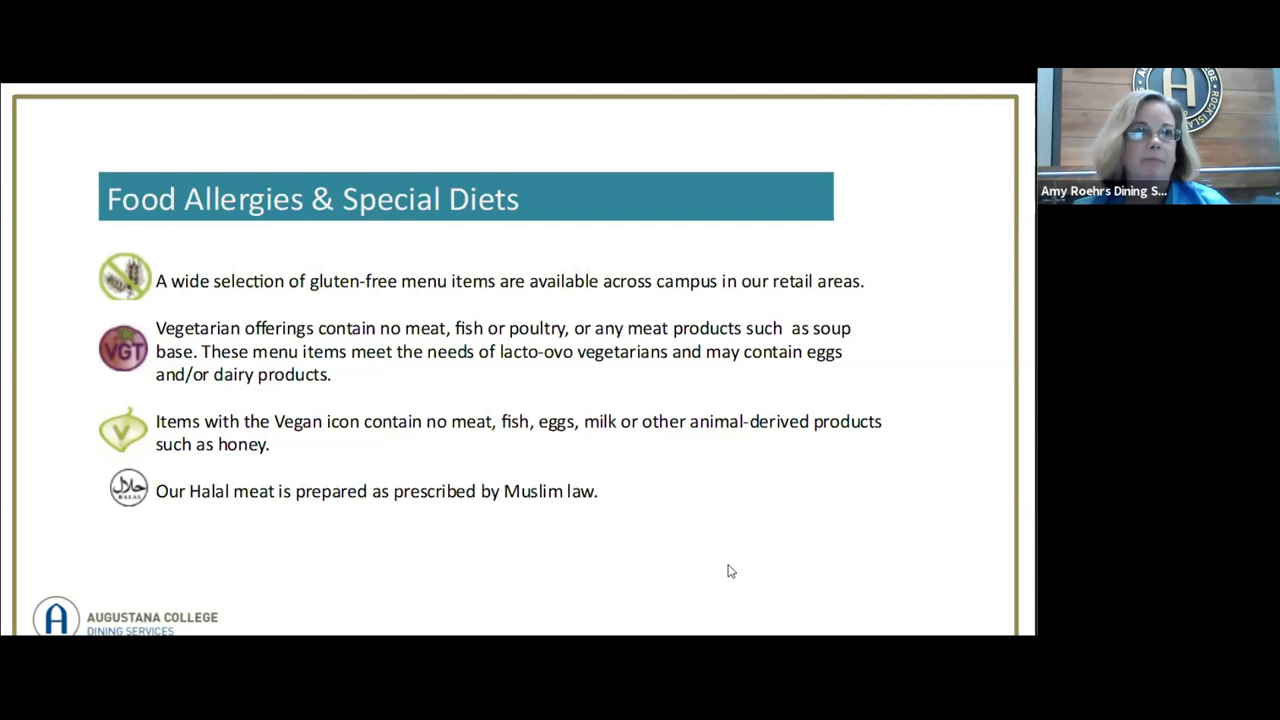 Food Allergies & Special Diets
A wide selection of gluten-free menu items are available across campus in our retail areas.
VGT
Vegetarian offerings contain no meat, fish or poultry, or any meat products such as soup
base. These menu items meet the needs of lacto-ovo vegetarians and may contain eggs
and/or dairy products.
V
Items with the Vegan icon contain no meat, fish, eggs, milk or other animal-derived products
such as honey.
حلال
HALAL
Our Halal meat is prepared as prescribed by Muslim law.
AUGUSTANA COLLEGE
DINING SERVICES
Amy Roehrs Dining S...